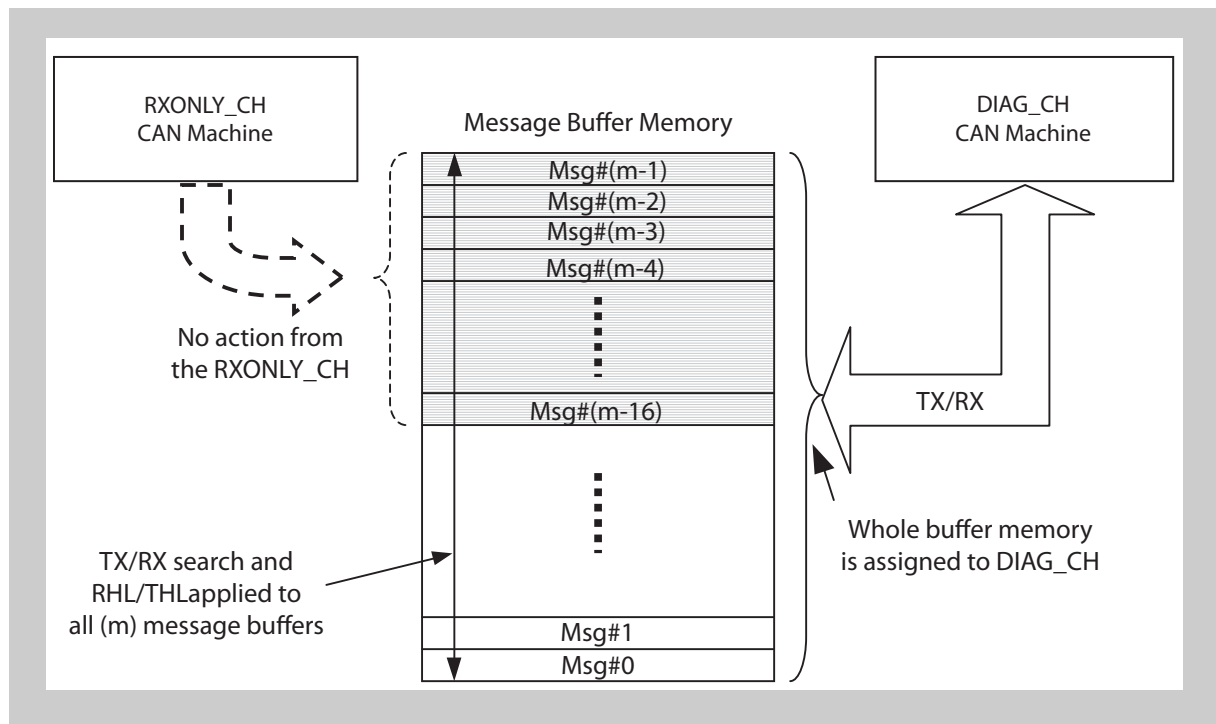 RXONLY_CH
CAN Machine
Message Buffer Memory
DIAG_CH
CAN Machine
Msg#(m-1)
Msg#(m-2)
Msg#(m-3)
Msg#(m-4)
No action from
the RXONLY_CH
Msg#(m-16)
TX/RX
Whole buffer memory
is assigned to DIAG_CH
TX/RX search and
RHL/THLapplied to
all (m) message buffers
Msg#1
Msg#0